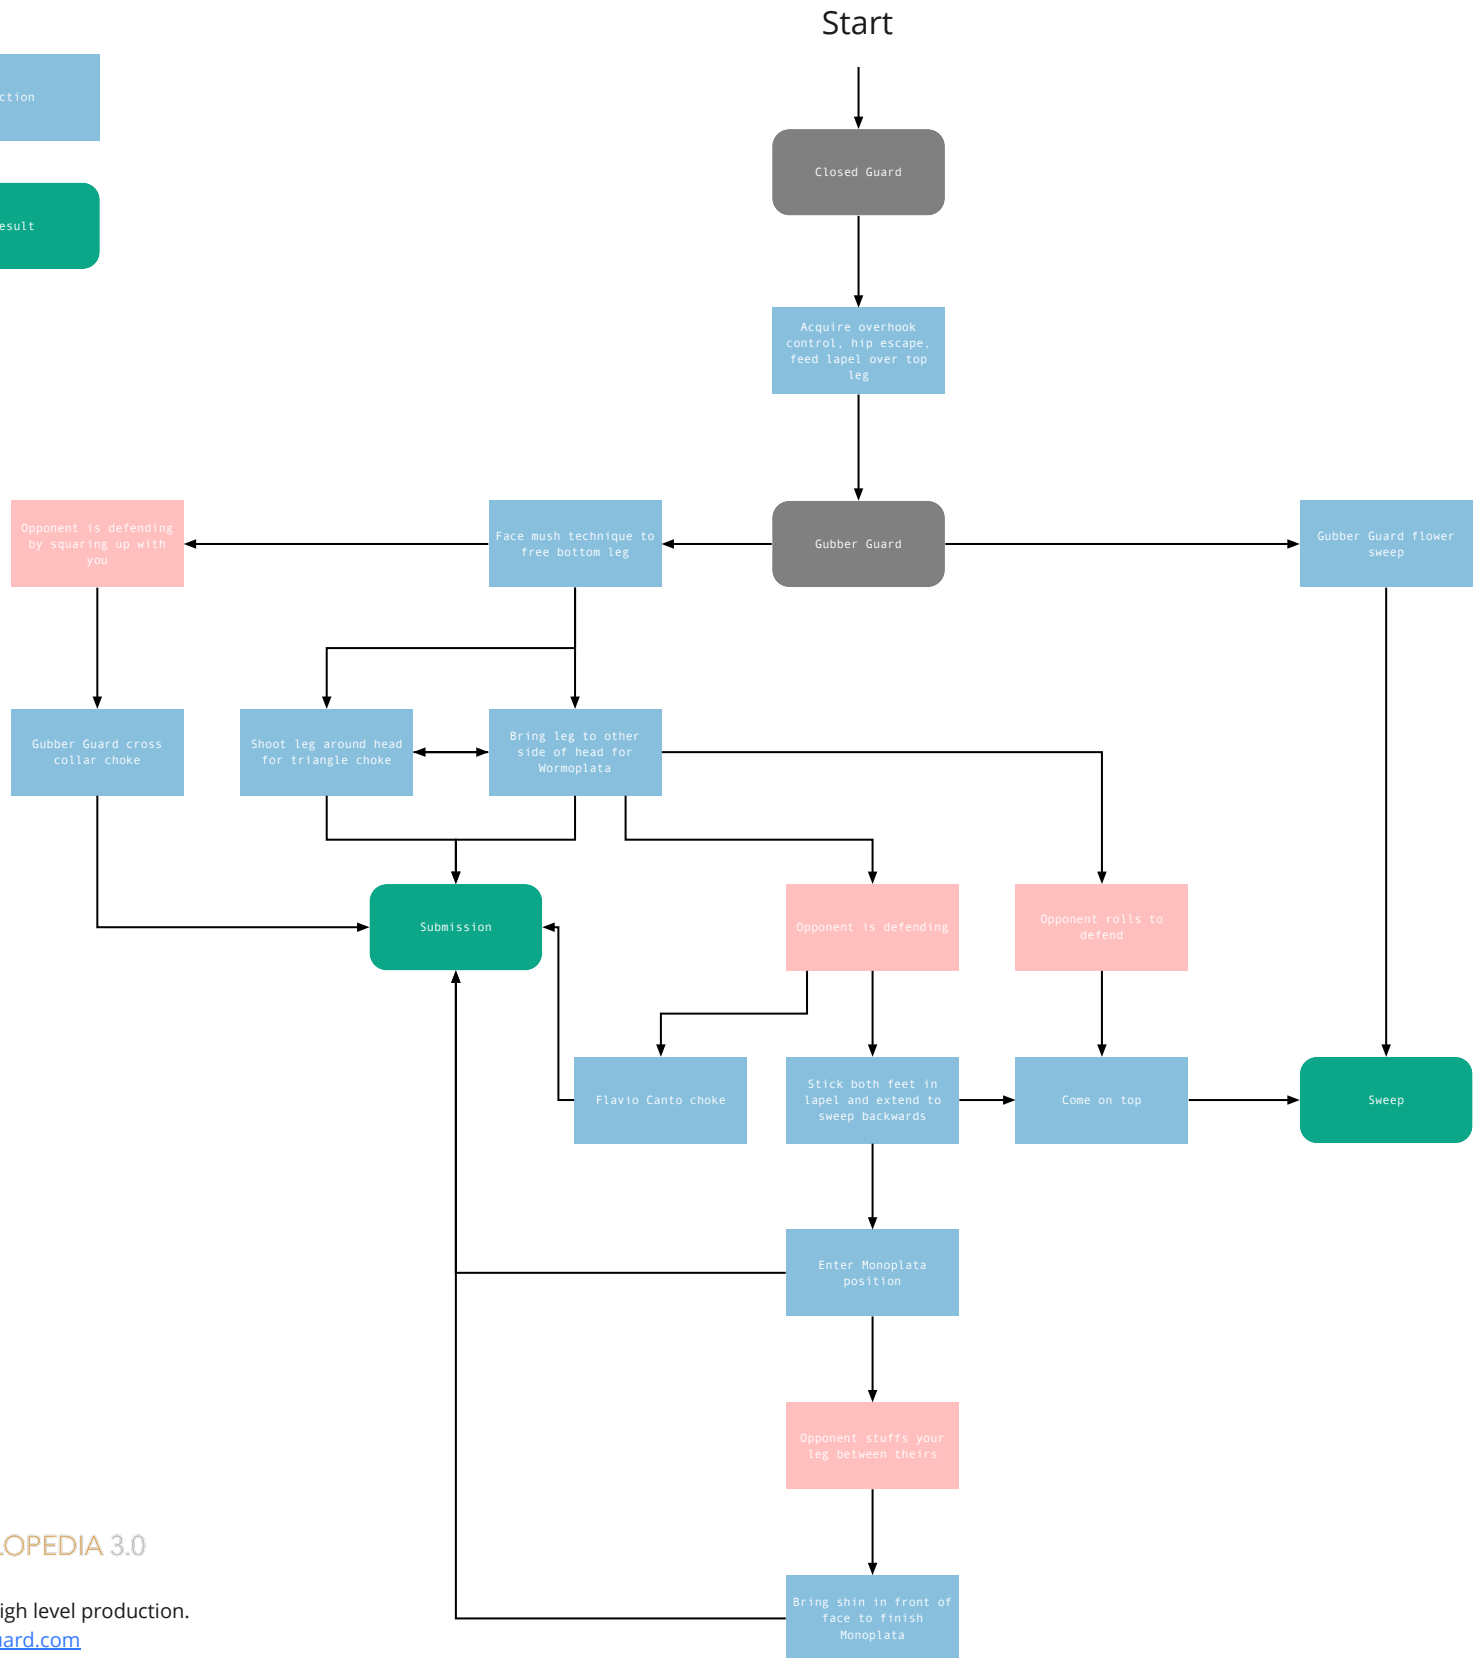 Start
ction
Closed Guard
esult
Acquire overhook
control, hip escape,
feed lapel over top
leg
Opponent is defending
by squaring up with
you
Face mush technique to
free bottom leg
Gubber Guard
Gubber Guard flower
sweep
Gubber Guard cross
collar choke
Shoot leg around head
for triangle choke
Bring leg to other
side of head for
Wormoplata
Submission
Opponent is defending
Opponent rolls to
defend
Flavio Canto choke
Stick both feet in
lapel and extend to
sweep backwards
Come on top
Sweep
Enter Monoplata
position
Opponent stuffs your
leg between theirs
LOPEDIA 3.0
igh level production.
uard.com
Bring shin in front of
face to finish
Monoplata